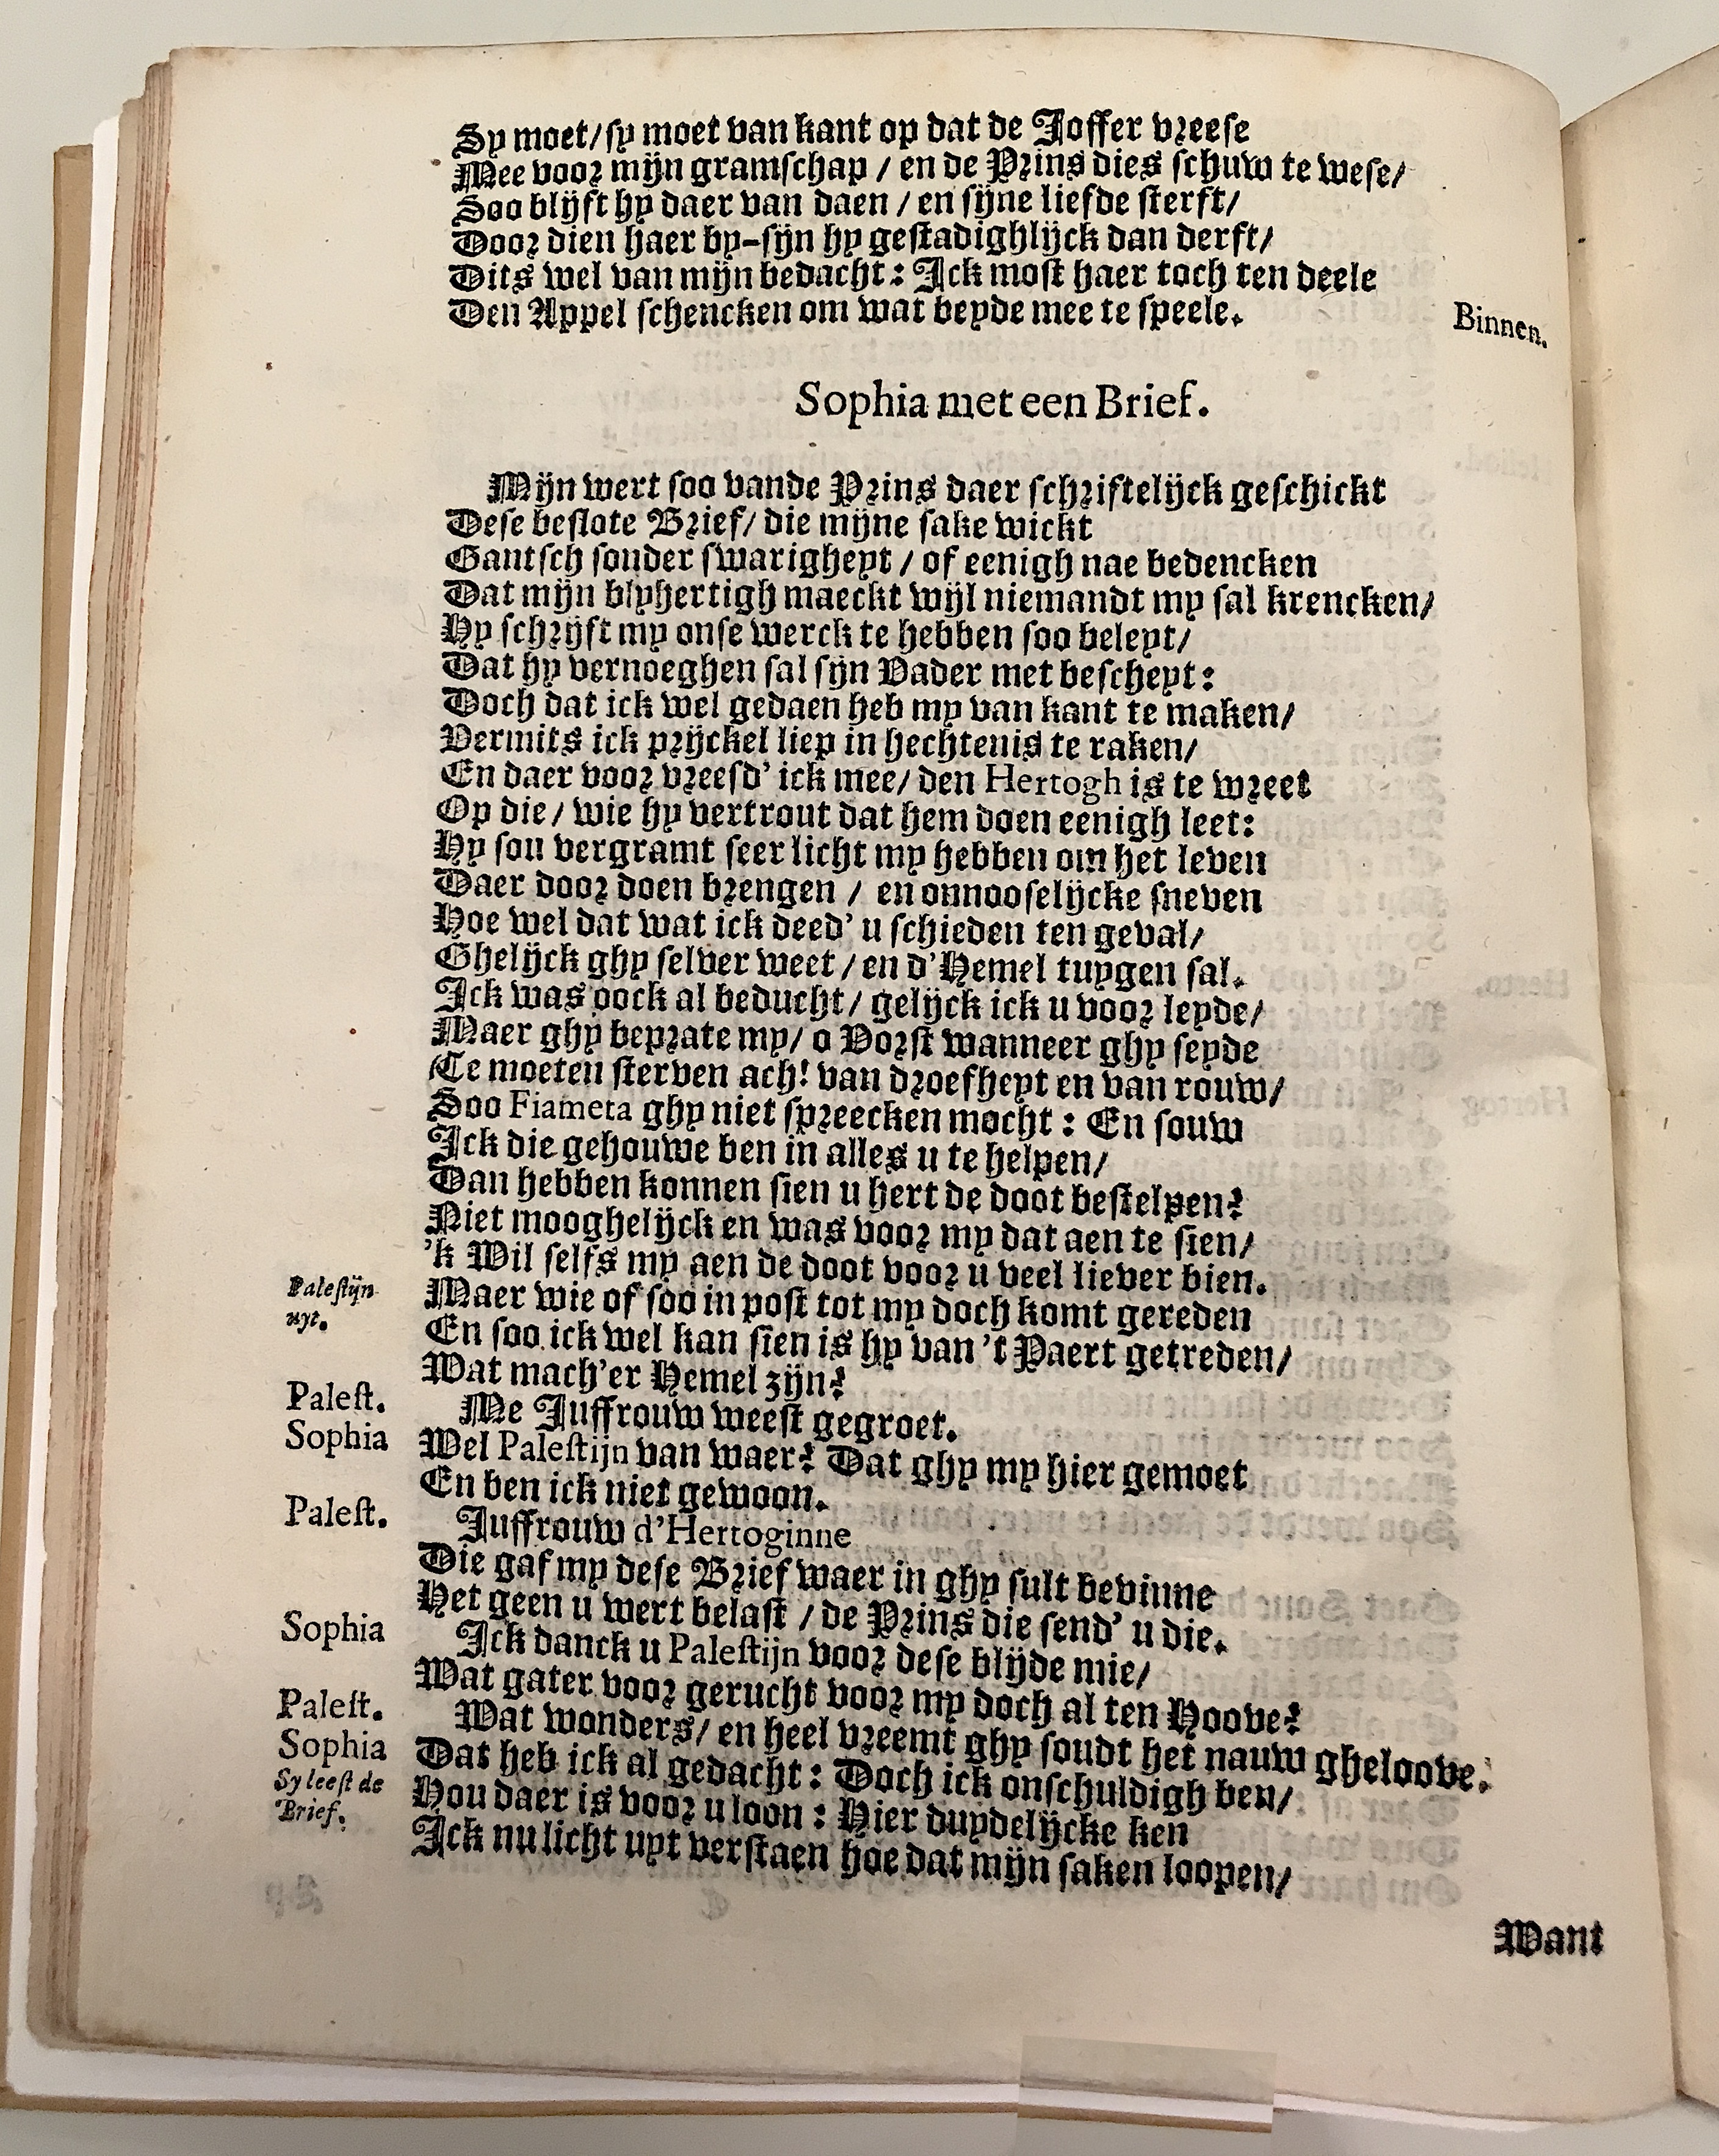 Sy moet/sy moet van kant op dat de Joffer vreese
Mee voor mijn gramschap / en de Prins dies schuw te wese/
Soo blijft hy daer van daen / en sijne liefde sterft/
Door dien haer by-sijn hy gestadighlijck dan derft/
Dits wel van mijn bedacht: Jck most haer toch ten deele
Den Appel schencken om wat beyde mee te speele.
Binnen.
Sophia met een Brief.
Mijn wert soo vande Prins daer schriftelijck geschickt
Dese beslote Brief/ die mijne sake wickt
Gantsch sonder swarigheyt / of eenigh nae bedencken
Dat mijn blyhertigh maeckt wijl niemandt my sal krencken/
Hy schrijft my onse werck te hebben soo beleyt/
Dat hy vernoeghen sal sijn Vader met bescheyt:
Doch dat ick wel gedaen heb my van kant te maken/
Vermits ick prijckel liep in hechtenis te raken/
En daer voor vreesd' ick mee/ den Hertogh is te wreet
Op die/ wie hy vertrout dat hem doen eenigh leet:
Hy sou vergramt seer licht my hebben om het leven
Daer door doen brengen / en onnooselijcke sneven
Hoe wel dat wat ick deed' u schieden ten geval/
Ghelijck ghy selver weet / en d'Hemel tuygen sal.
Jck was oock al beducht/ gelijck ick u voor leyde/
Maer ghy beprate my/ o Vorst wanneer ghy seyde
Te moeten sterven ach! van droefheyt en van rouw/
Soo Fiameta ghy niet spreecken mocht: En souw
Jck die gehouwe ben in alles u te helpen/
Dan hebben konnen sien u hert de doot bestelpen?
Niet mooghelijck en was voor my dat aen te sien/
'k Wil selfs my aen de doot voor u veel liever bien.
Palestijn uyt. Maer wie of soo in post tot my doch komt gereden
En soo ick wel kan sien is hy van 't Paert getreden/
Wat mach'er Hemel zijn?
Palest. Me Juffrouw weest gegroet.
Sophia Wel Palestijn van waer? Dat ghy my hier gemoet
En ben ick niet gewoon.
Palest. Juffrouw d'Hertoginne
Die gaf my dese Brief waer in ghy sult bevinne
Het geen u wert belast / de Prins die send' u die.
Sophia Jck danck u Palestijn voor dese blijde mie/
Wat gater voor gerucht voor my doch al ten Hoove?
Palest. Wat wonders/ en heel vreemt ghy soudt het nauw gheloove.
Sophia Dat heb ick al gedacht: Doch ick onschuldigh ben/
Sy leest de Brief. Hou daer is voor u loon: Hier duydelijcke ken
Jck nu licht uyt verstaen hoe dat mijn saken loopen/
Want